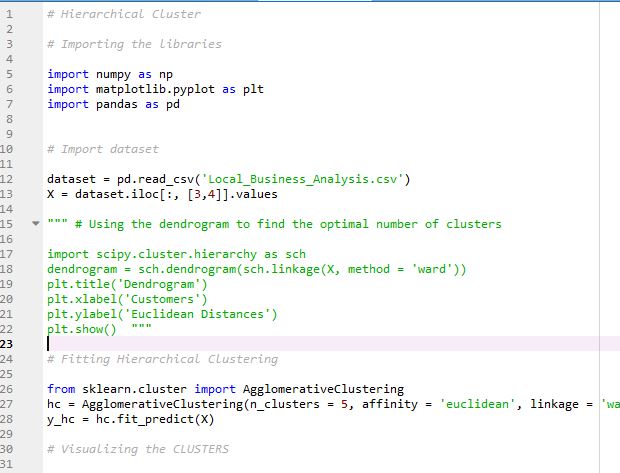 1 # Hierarchical Cluster
2
3 # Importing the libraries
4
5 import numpy as np
6 import matplotlib.pyplot as plt
7 import pandas as pd
8
9
10 # Import dataset
11
12 dataset = pd.read_csv('Local_Business_Analysis.csv')
13 X = dataset.iloc[:, [3,4]].values
14
15 """ # Using the dendrogram to find the optimal number of clusters
16
17 import scipy.cluster.hierarchy as sch
18 dendrogram = sch.dendrogram(sch.linkage(X, method = 'ward'))
19 plt.title('Dendrogram')
20 plt.xlabel('Customers')
21 plt.ylabel('Euclidean Distances')
22 plt.show()  """
23
24 # Fitting Hierarchical Clustering
25
26 from sklearn.cluster import AgglomerativeClustering
27 hc = AgglomerativeClustering(n_clusters = 5, affinity = 'euclidean', linkage = 'wa
28 y_hc = hc.fit_predict(X)
29
30 # Visualizing the CLUSTERS
31